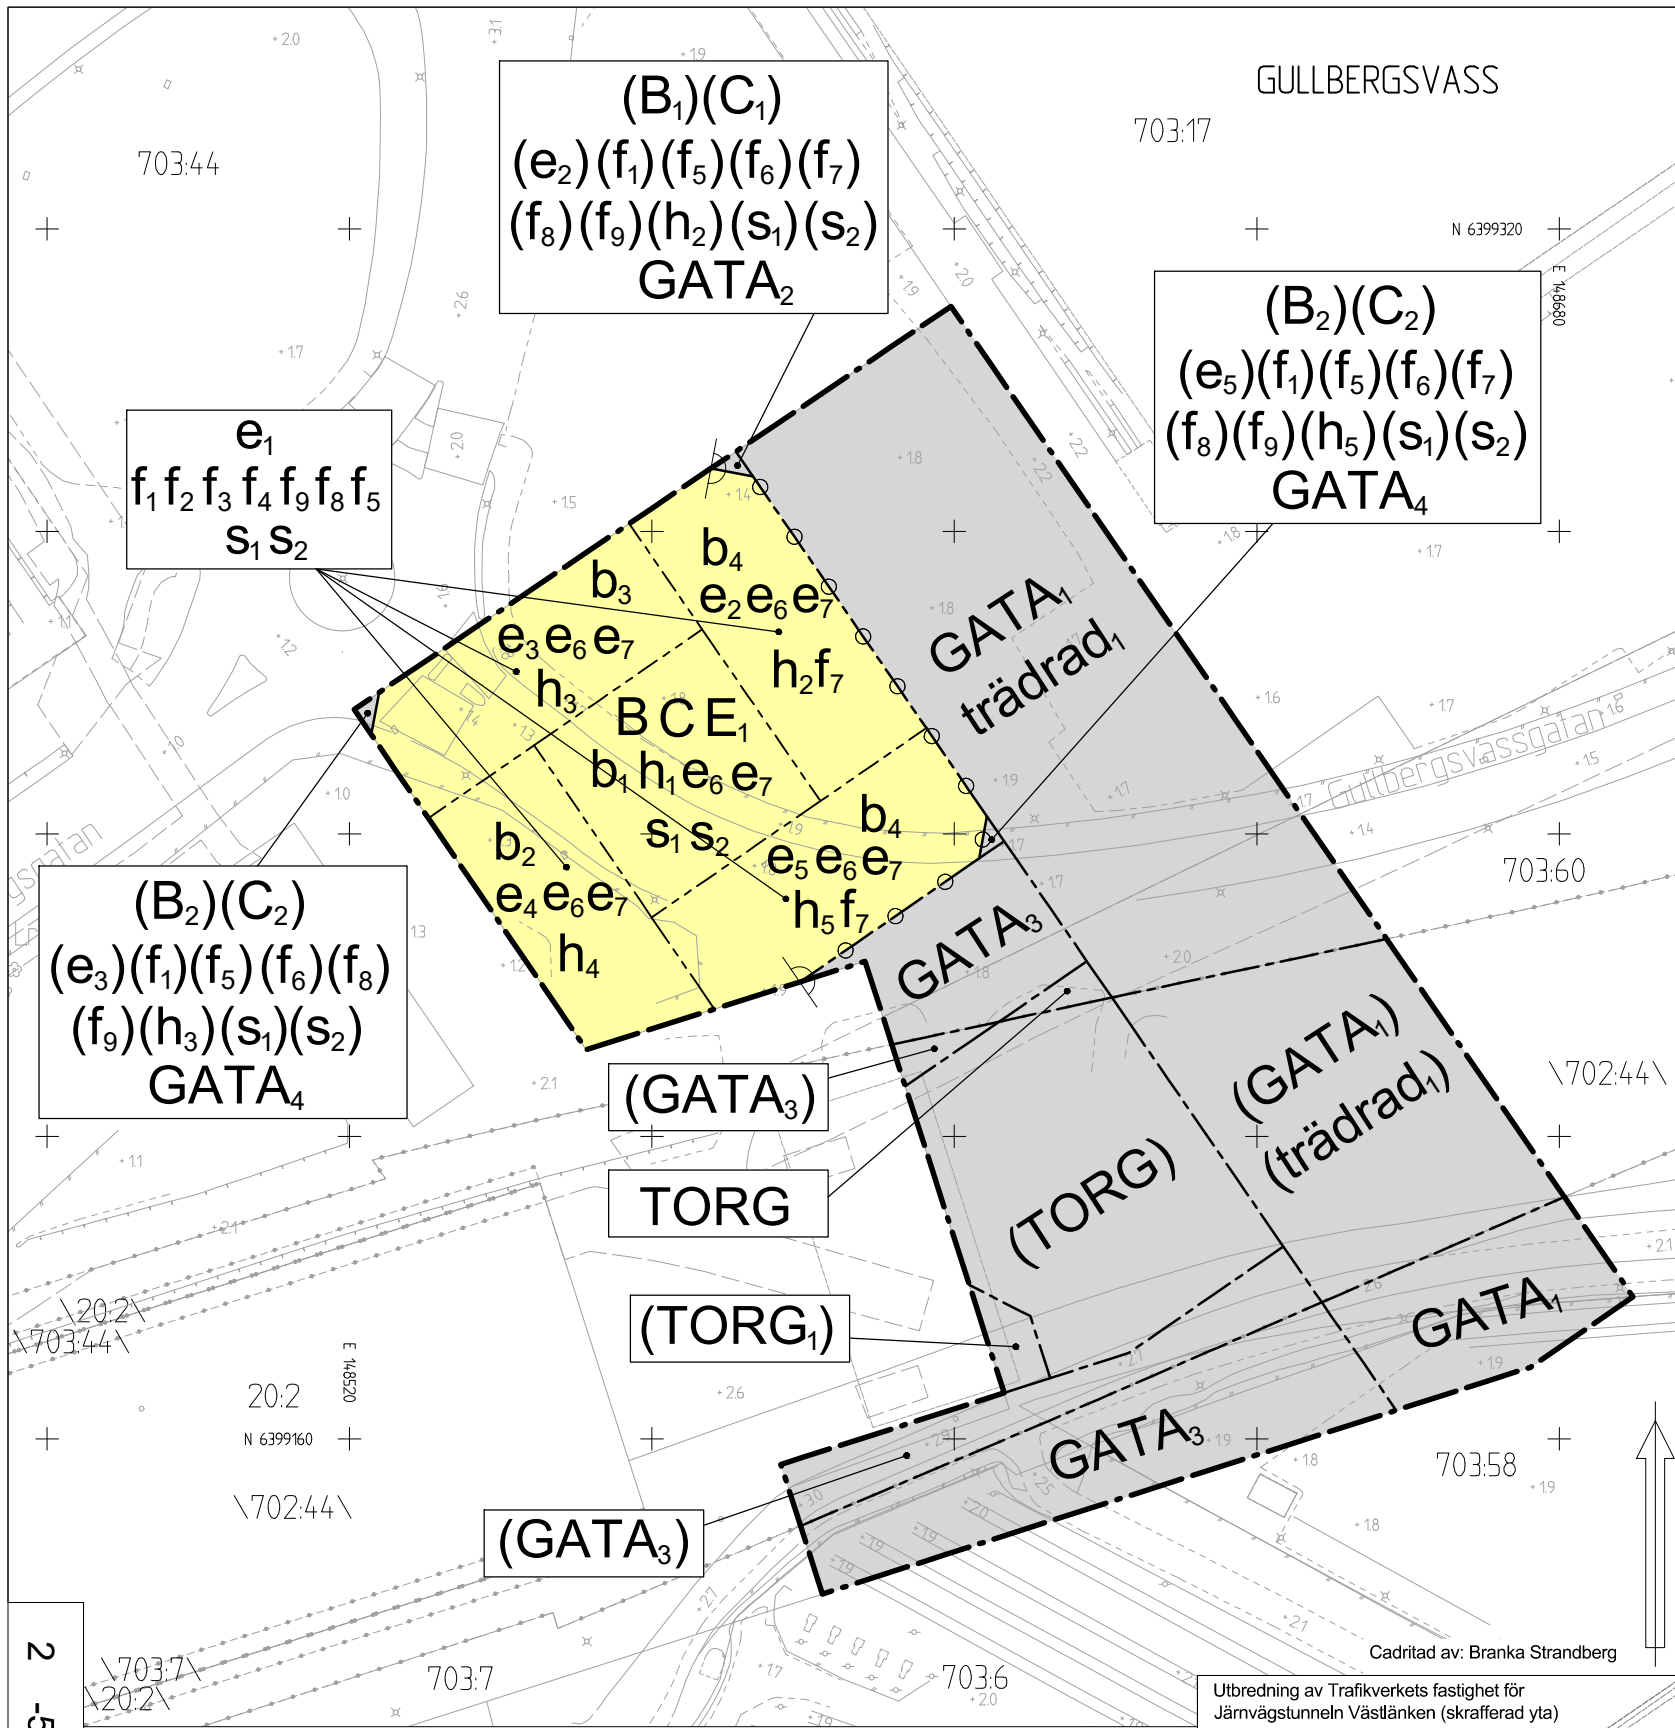 GULLBERGSVASS
703:44
703:17
(B₁)(C₁)
(e₂)(f₁)(f₅)(f₆)(f₇)
(f₈)(f₉)(h₂)(s₁)(s₂)
GATA₂
N 6399320
E 148680
(B₂)(C₂)
(e₅)(f₁)(f₅)(f₆)(f₇)
(f₈)(f₉)(h₅)(s₁)(s₂)
GATA₄
e₁
f₁ f₂ f₃ f₄ f₉ f₈ f₅
s₁ s₂
b₄
e₂ e₆ e₇
h₂ f₇
b₃
e₃ e₆ e₇
h₃
B C E₁
b₁ h₁ e₆ e₇
s₁ s₂
b₄
e₅ e₆ e₇
h₅ f₇
b₂
e₄ e₆ e₇
h₄
GATA₁
trädrad₁
Gullbergsvassgatan
703:60
(B₂)(C₂)
(e₃)(f₁)(f₅)(f₆)(f₈)
(f₉)(h₃)(s₁)(s₂)
GATA₄
GATA₃
(GATA₃)
TORG
(GATA₁)
(trädrad₁)
\702:44\
(TORG)
(TORG₁)
GATA₁
\20:2\
\703:44\
E 148520
20:2
N 6399160
\702:44\
GATA₃
(GATA₃)
703:58
\703:7\
\20:2\
703:7
703:6
Cadritad av: Branka Strandberg
Utbredning av Trafikverkets fastighet för
Järnvägstunneln Västlänken (skrafferad yta)
2 -5